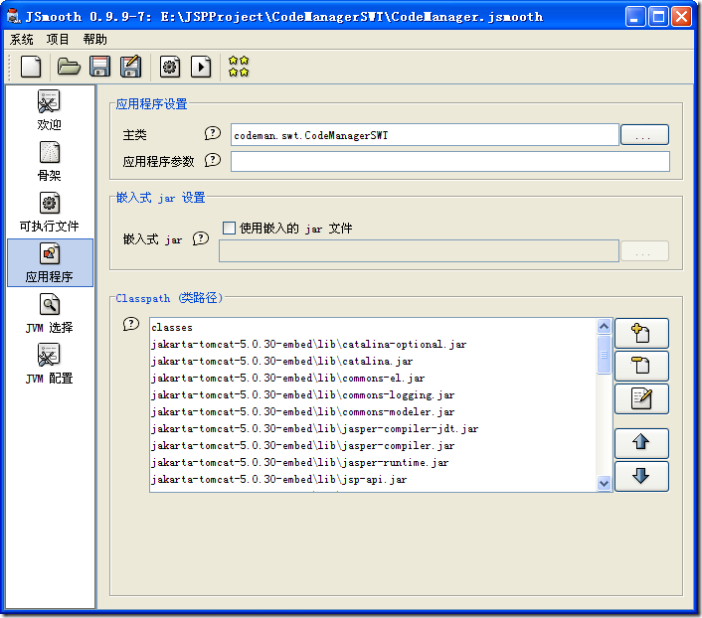 JSmooth 0.9.9-7: E:\JSPProject\CodeManagerSWT\CodeManager.jsmooth
系统 项目 帮助
欢迎
骨架
可执行文件
应用程序
JVM 选择
JVM 配置
应用程序设置
主类
codeman.swt.CodeManagerSWT
...
应用程序参数
嵌入式 jar 设置
嵌入式 jar
使用嵌入的 jar 文件
...
Classpath (类路径)
classes
jakarta-tomcat-5.0.30-embed\lib\catalina-optional.jar
jakarta-tomcat-5.0.30-embed\lib\catalina.jar
jakarta-tomcat-5.0.30-embed\lib\commons-el.jar
jakarta-tomcat-5.0.30-embed\lib\commons-logging.jar
jakarta-tomcat-5.0.30-embed\lib\commons-modeler.jar
jakarta-tomcat-5.0.30-embed\lib\jasper-compiler-jdt.jar
jakarta-tomcat-5.0.30-embed\lib\jasper-compiler.jar
jakarta-tomcat-5.0.30-embed\lib\jasper-runtime.jar
jakarta-tomcat-5.0.30-embed\lib\jsp-api.jar